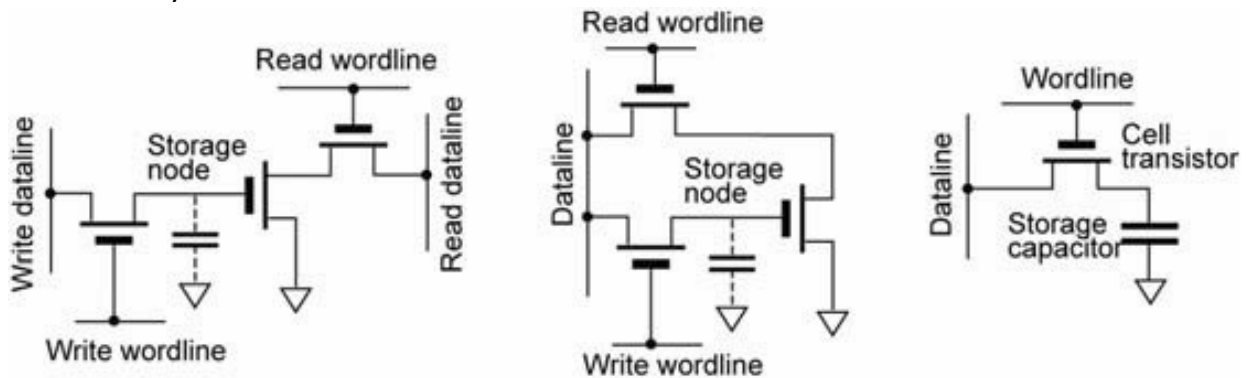 Read wordline
Write dataline
Storage
node
Read dataline
Write wordline
Read wordline
Dataline
Storage
node
Write wordline
Wordline
Dataline
Cell
transistor
Storage
capacitor